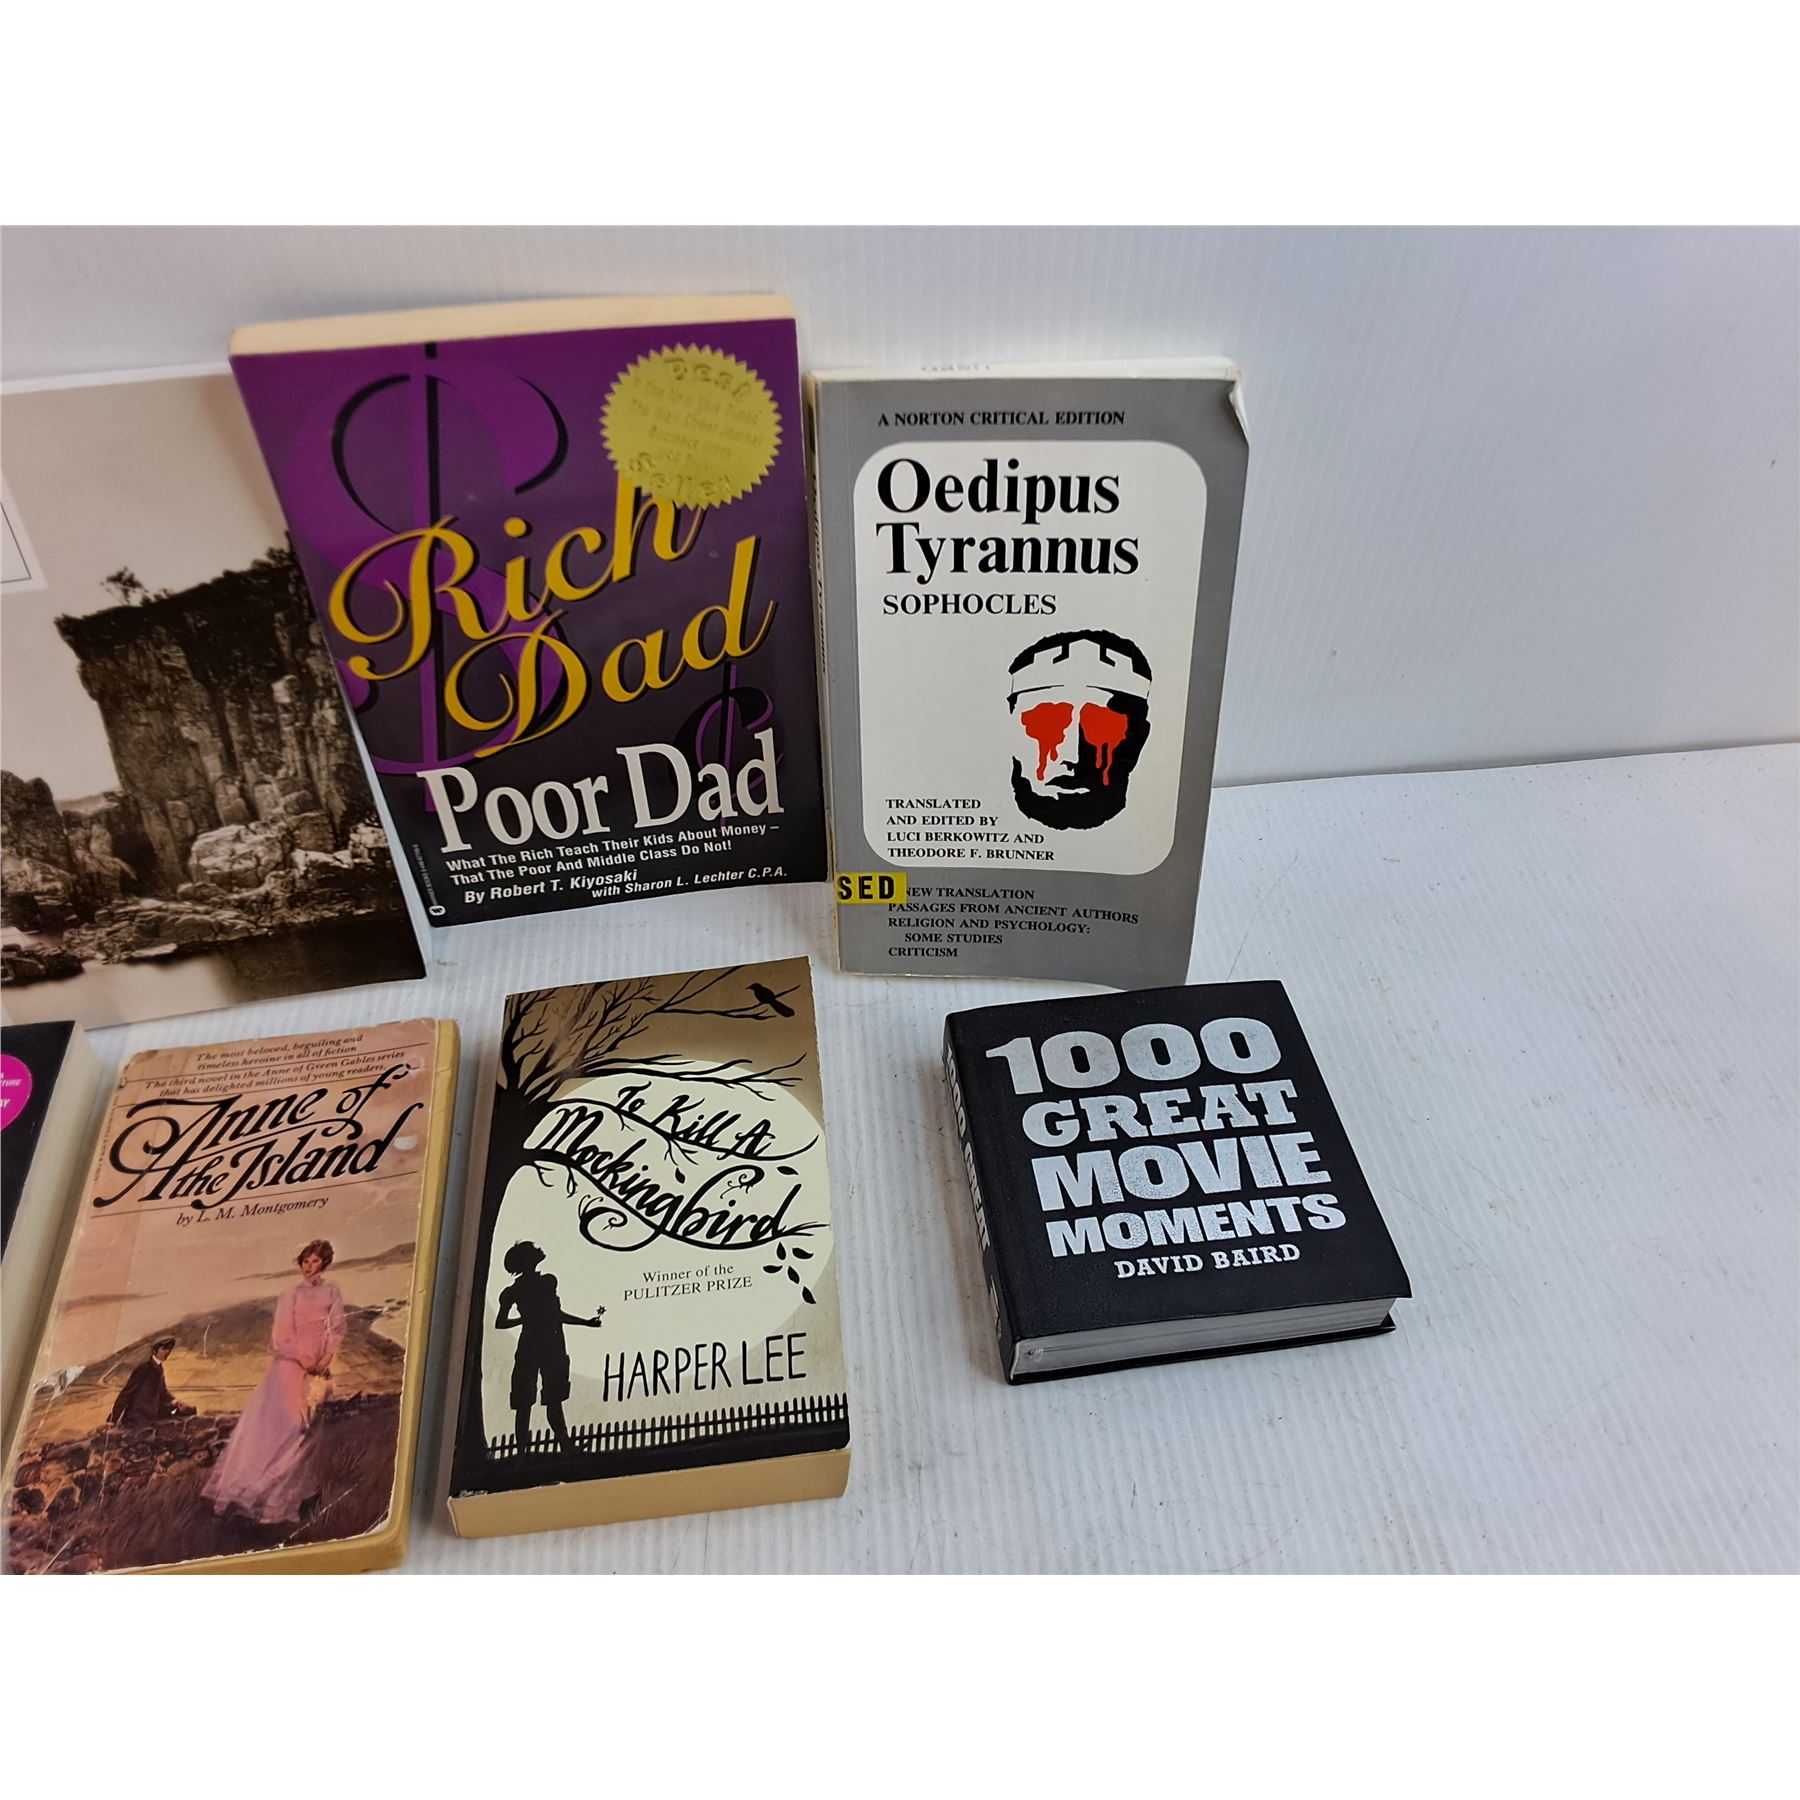 Best
Seller
Rich
Dad
Poor Dad
What The Rich Teach Their Kids About Money –
That The Poor And Middle Class Do Not!
By Robert T. Kiyosaki
with Sharon L. Lechter C.P.A.
USED
A NORTON CRITICAL EDITION
Oedipus
Tyrannus
SOPHOCLES
TRANSLATED
AND EDITED BY
LUCI BERKOWITZ AND
THEODORE F. BRUNNER
SED
NEW TRANSLATION
PASSAGES FROM ANCIENT AUTHORS
RELIGION AND PSYCHOLOGY:
SOME STUDIES
CRITICISM
The most beloved, beguiling and
timeless heroine in all of fiction
The third novel in the Anne of Green Gables series
that has delighted millions of young readers.
Anne of
the Island
by L. M. Montgomery
To Kill A
Mockingbird
Winner of the
PULITZER PRIZE
HARPER LEE
1000
GREAT
MOVIE
MOMENTS
DAVID BAIRD
1000 GREAT